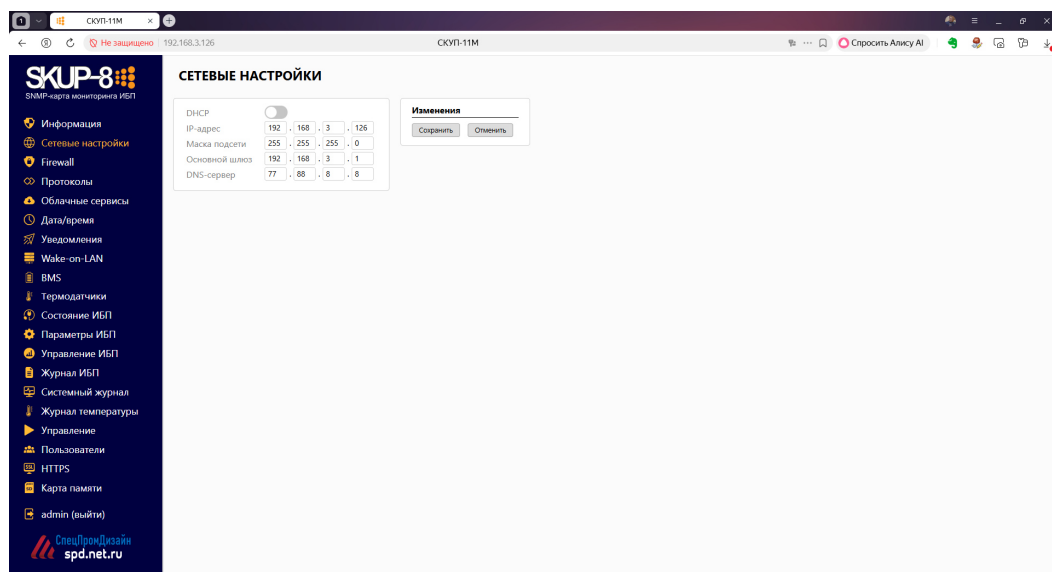 1
СКУП-11М
Не защищено 192.168.3.126 СКУП-11М Спросить Алису AI
SKUP-8
SNMP-карта мониторинга ИБП
Информация
Сетевые настройки
Firewall
Протоколы
Облачные сервисы
Дата/время
Уведомления
Wake-on-LAN
BMS
Термодатчики
Состояние ИБП
Параметры ИБП
Управление ИБП
Журнал ИБП
Системный журнал
Журнал температуры
Управление
Пользователи
HTTPS
Карта памяти
admin (выйти)
СпецПромДизайн
spd.net.ru
СЕТЕВЫЕ НАСТРОЙКИ
DHCP
IP-адрес 192 . 168 . 3 . 126
Маска подсети 255 . 255 . 255 . 0
Основной шлюз 192 . 168 . 3 . 1
DNS-сервер 77 . 88 . 8 . 8
Изменения
Сохранить Отменить